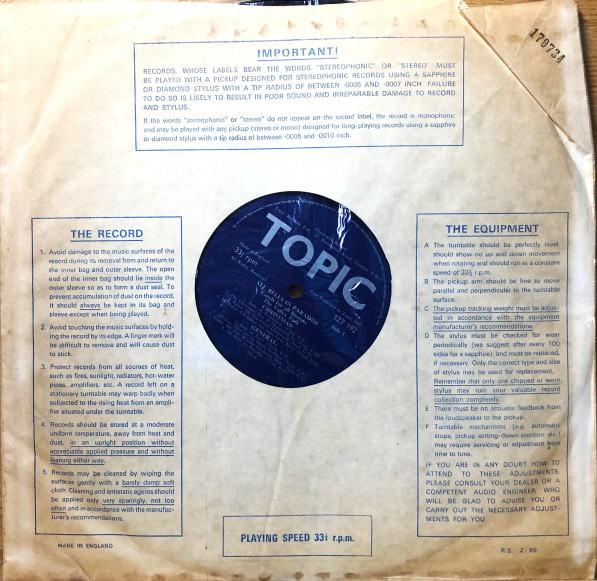 170734
IMPORTANT!
RECORDS, WHOSE LABELS BEAR THE WORDS "STEREOPHONIC" OR "STEREO" MUST
BE PLAYED WITH A PICKUP DESIGNED FOR STEREOPHONIC RECORDS USING A SAPPHIRE
OR DIAMOND STYLUS WITH A TIP RADIUS OF BETWEEN ·0005 AND ·0007 INCH. FAILURE
TO DO SO IS LIKELY TO RESULT IN POOR SOUND AND IRREPARABLE DAMAGE TO RECORD
AND STYLUS.
If the words "stereophonic" or "stereo" do not appear on the record label, the record is monophonic
and may be played with any pickup (stereo or mono) designed for long-playing records using a sapphire
or diamond stylus with a tip radius of between ·0005 and ·0010 inch.
THE RECORD
1. Avoid damage to the music surfaces of the
record during its removal from and return to
the inner bag and outer sleeve. The open
end of the inner bag should lie inside the
outer sleeve so as to form a dust seal. To
prevent accumulation of dust on the record,
it should always be kept in its bag and
sleeve except when being played.
2. Avoid touching the music surfaces by hold-
ing the record by its edge. A finger mark will
be difficult to remove and will cause dust
to stick.
3. Protect records from all sources of heat,
such as fires, sunlight, radiators, hot-water
pipes, amplifiers, etc. A record left on a
stationary turntable may warp badly when
subjected to the rising heat from an ampli-
fier situated under the turntable.
4. Records should be stored at a moderate
uniform temperature, away from heat and
dust, in an upright position without
appreciable applied pressure and without
leaning either way.
5. Records may be cleaned by wiping the
surfaces gently with a barely damp soft
cloth. Cleaning and antistatic agents should
be applied only very sparingly, not too
often and in accordance with the manufac-
turer's recommendations.
MADE IN ENGLAND
TOPIC
33⅓ rpm
BELLS IN PARADISE
PLAYING SPEED 33⅓ r.p.m.
THE EQUIPMENT
A The turntable should be perfectly level,
should show no up and down movement
when rotating and should run at a constant
speed of 33⅓ r.p.m.
B The pickup arm should be free to move
parallel and perpendicular to the turntable
surface.
C The pickup tracking weight must be adjus-
ted in accordance with the equipment
manufacturer's recommendations.
D The stylus must be checked for wear
periodically (we suggest after every 100
sides for a sapphire), and must be replaced,
if necessary. Only the correct type and size
of stylus may be used for replacement.
Remember that only one chipped or worn
stylus may ruin your valuable record
collection completely.
E There must be no acoustic feedback from
the loudspeaker to the pickup.
F Turntable mechanisms (e.g. automatic
stops, pickup setting-down position etc.)
may require servicing or adjustment from
time to time.
IF YOU ARE IN ANY DOUBT HOW TO
ATTEND TO THESE ADJUSTMENTS,
PLEASE CONSULT YOUR DEALER OR A
COMPETENT AUDIO ENGINEER, WHO
WILL BE GLAD TO ADVISE YOU OR
CARRY OUT THE NECESSARY ADJUST-
MENTS FOR YOU.
R.S. 2/69